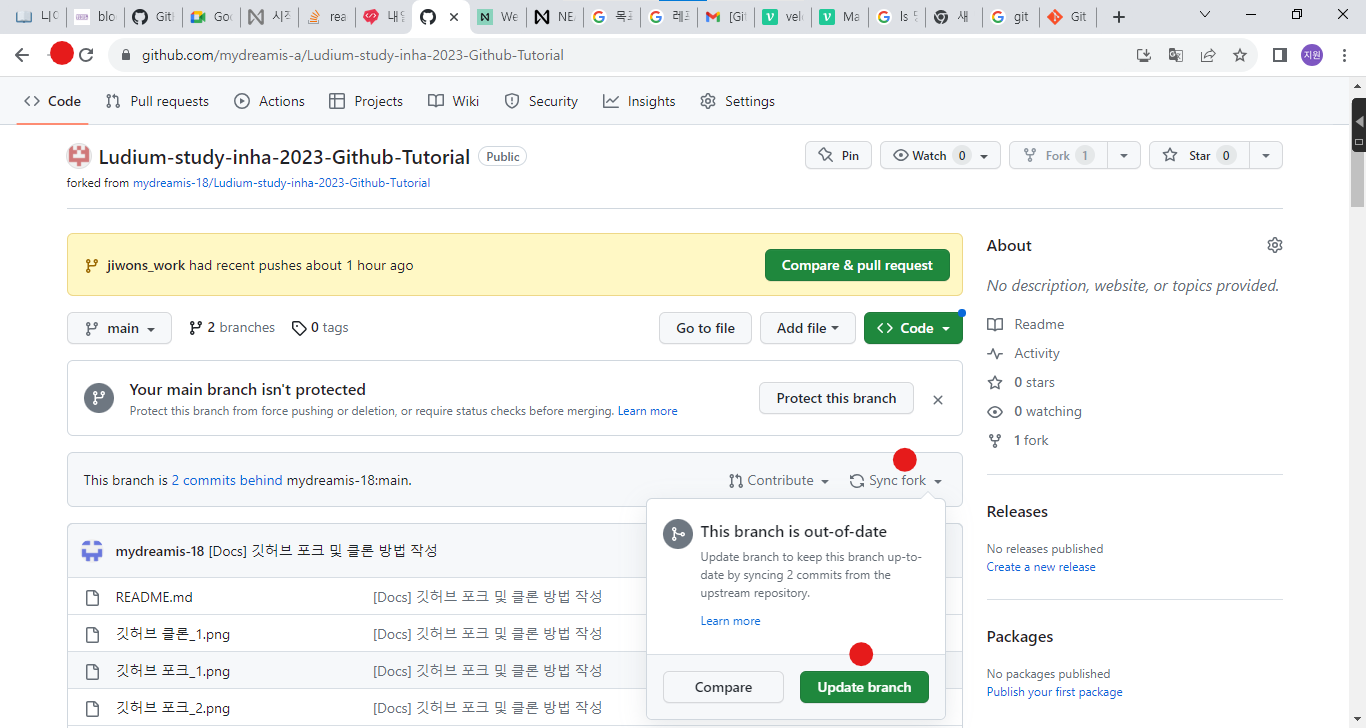 니어 blo Gitl Goc 시작 rea 내일 We NEA 목표 레포 [Git velo Ma ls 명 새 git Git
github.com/mydreamis-a/Ludium-study-inha-2023-Github-Tutorial 지원
Code Pull requests Actions Projects Wiki Security Insights Settings
Ludium-study-inha-2023-Github-Tutorial Public Pin Watch 0 Fork 1 Star 0
forked from mydreamis-18/Ludium-study-inha-2023-Github-Tutorial
jiwons_work had recent pushes about 1 hour ago Compare & pull request
main 2 branches 0 tags Go to file Add file Code
Your main branch isn't protected
Protect this branch from force pushing or deletion, or require status checks before merging. Learn more
Protect this branch
This branch is 2 commits behind mydreamis-18:main. Contribute Sync fork
This branch is out-of-date
Update branch to keep this branch up-to-
date by syncing 2 commits from the
upstream repository.
Learn more
Compare Update branch
mydreamis-18 [Docs] 깃허브 포크 및 클론 방법 작성
README.md [Docs] 깃허브 포크 및 클론 방법 작성
깃허브 클론_1.png [Docs] 깃허브 포크 및 클론 방법 작성
깃허브 포크_1.png [Docs] 깃허브 포크 및 클론 방법 작성
깃허브 포크_2.png [Docs] 깃허브 포크 및 클론 방법 작성
About
No description, website, or topics provided.
Readme
Activity
0 stars
0 watching
1 fork
Releases
No releases published
Create a new release
Packages
No packages published
Publish your first package